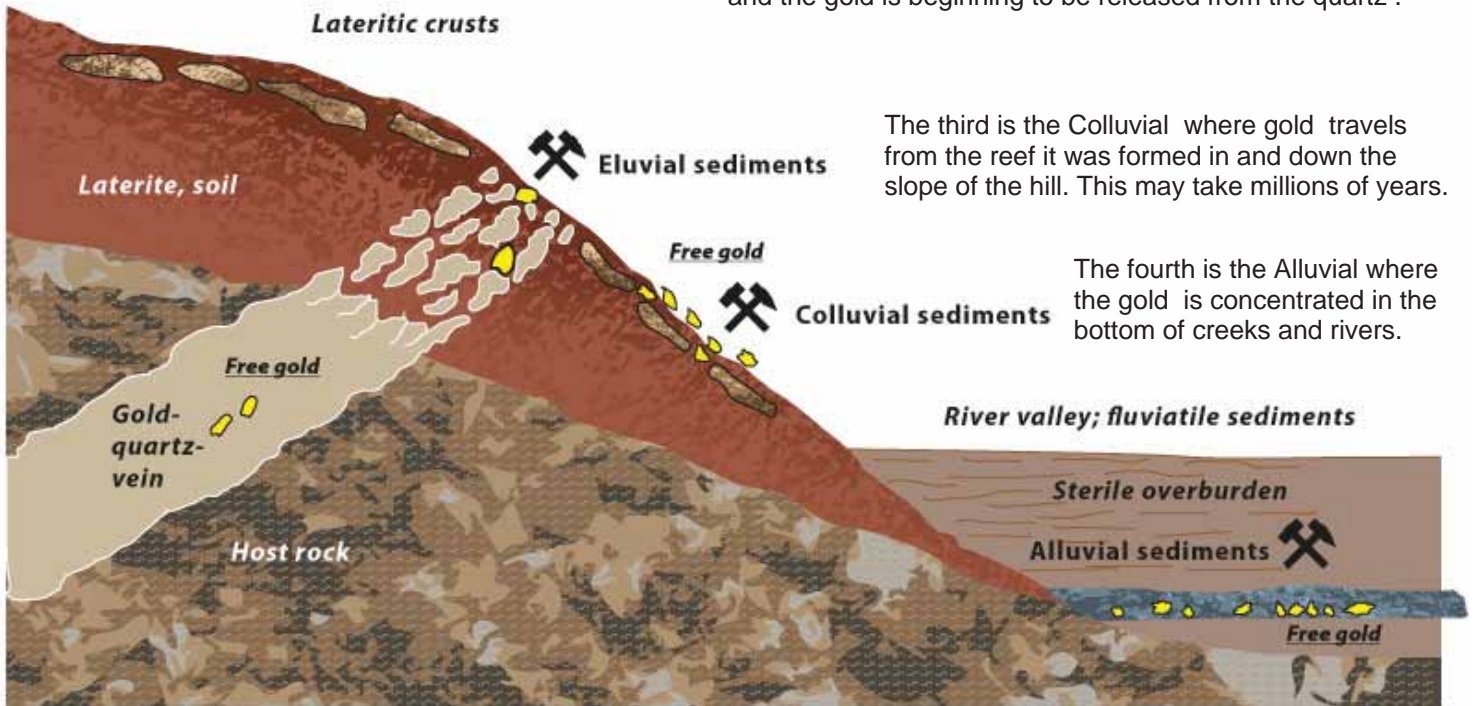 and the gold is beginning to be released from the quartz .
Lateritic crusts
The third is the Colluvial where gold travels
from the reef it was formed in and down the
slope of the hill. This may take millions of years.
Eluvial sediments
Laterite, soil
Free gold
The fourth is the Alluvial where
the gold is concentrated in the
bottom of creeks and rivers.
Colluvial sediments
Free gold
Gold-
quartz-
vein
River valley; fluviatile sediments
Sterile overburden
Host rock
Alluvial sediments
Free gold